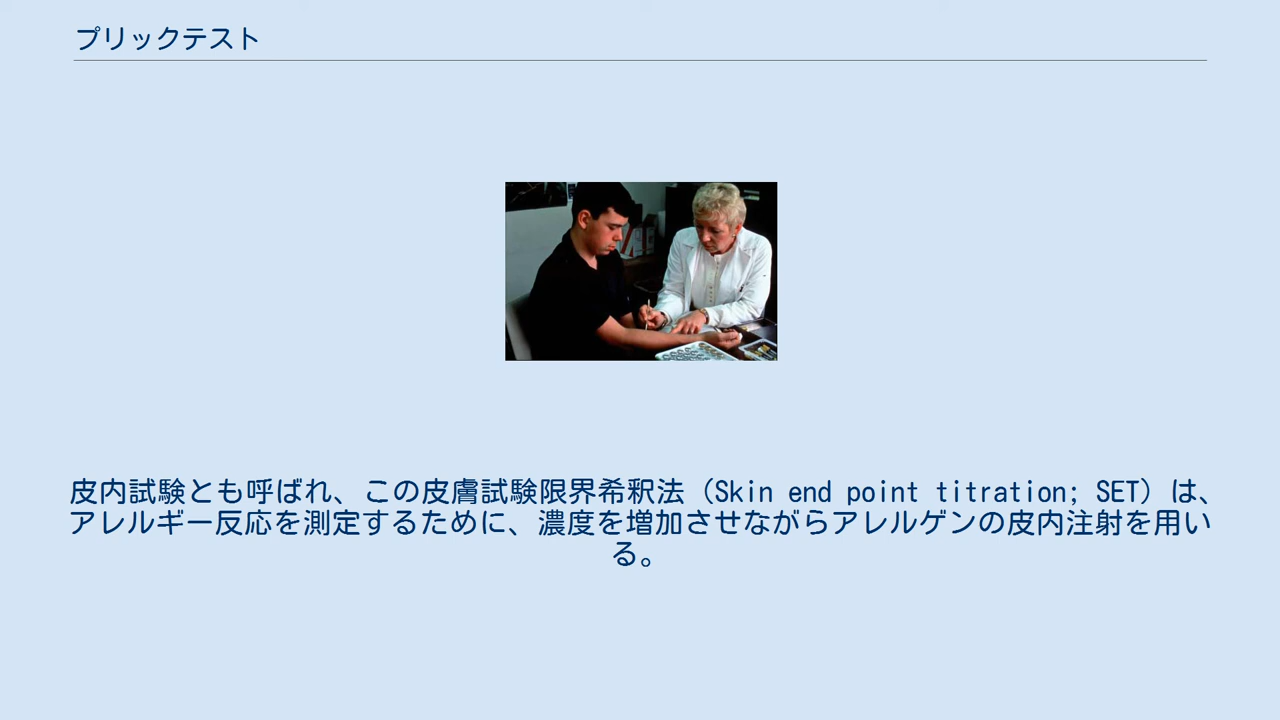 プリックテスト
皮内試験とも呼ばれ、この皮膚試験限界希釈法（Skin end point titration; SET）は、
アレルギー反応を測定するために、濃度を増加させながらアレルゲンの皮内注射を用い
る。